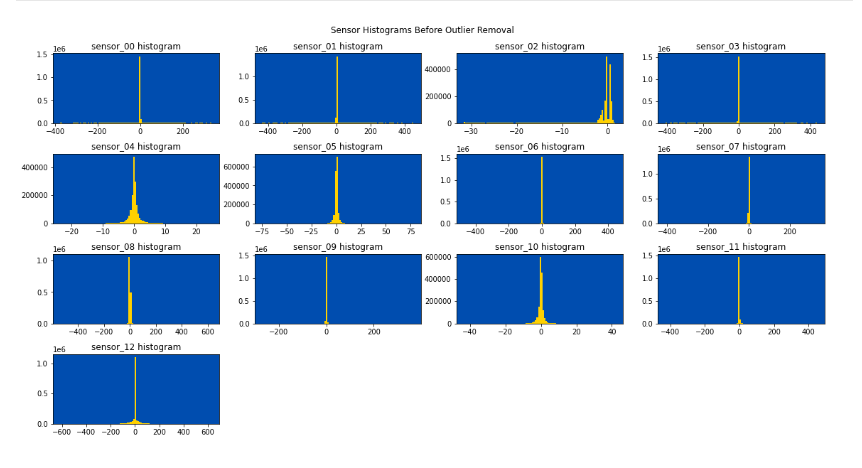 Sensor Histograms Before Outlier Removal
sensor_00 histogram
sensor_01 histogram
sensor_02 histogram
sensor_03 histogram
1e6
1.5
1.0
0.5
0.0
−400 −200 0 200
1e6
1.0
0.5
0.0
−400 −200 0 200 400
400000
200000
0
−30 −20 −10 0
1e6
1.5
1.0
0.5
0.0
−400 −200 0 200 400
sensor_04 histogram
sensor_05 histogram
sensor_06 histogram
sensor_07 histogram
400000
200000
0
−20 −10 0 10 20
600000
400000
200000
0
−75 −50 −25 0 25 50 75
1e6
1.5
1.0
0.5
0.0
−400 −200 0 200 400
1e6
1.0
0.5
0.0
−400 −200 0 200
sensor_08 histogram
sensor_09 histogram
sensor_10 histogram
sensor_11 histogram
1e6
1.0
0.5
0.0
−400 −200 0 200 400 600
1e6
1.5
1.0
0.5
0.0
−200 0 200
600000
400000
200000
0
−40 −20 0 20 40
1e6
1.5
1.0
0.5
0.0
−400 −200 0 200 400
sensor_12 histogram
1e6
1.0
0.5
0.0
−600 −400 −200 0 200 400 600